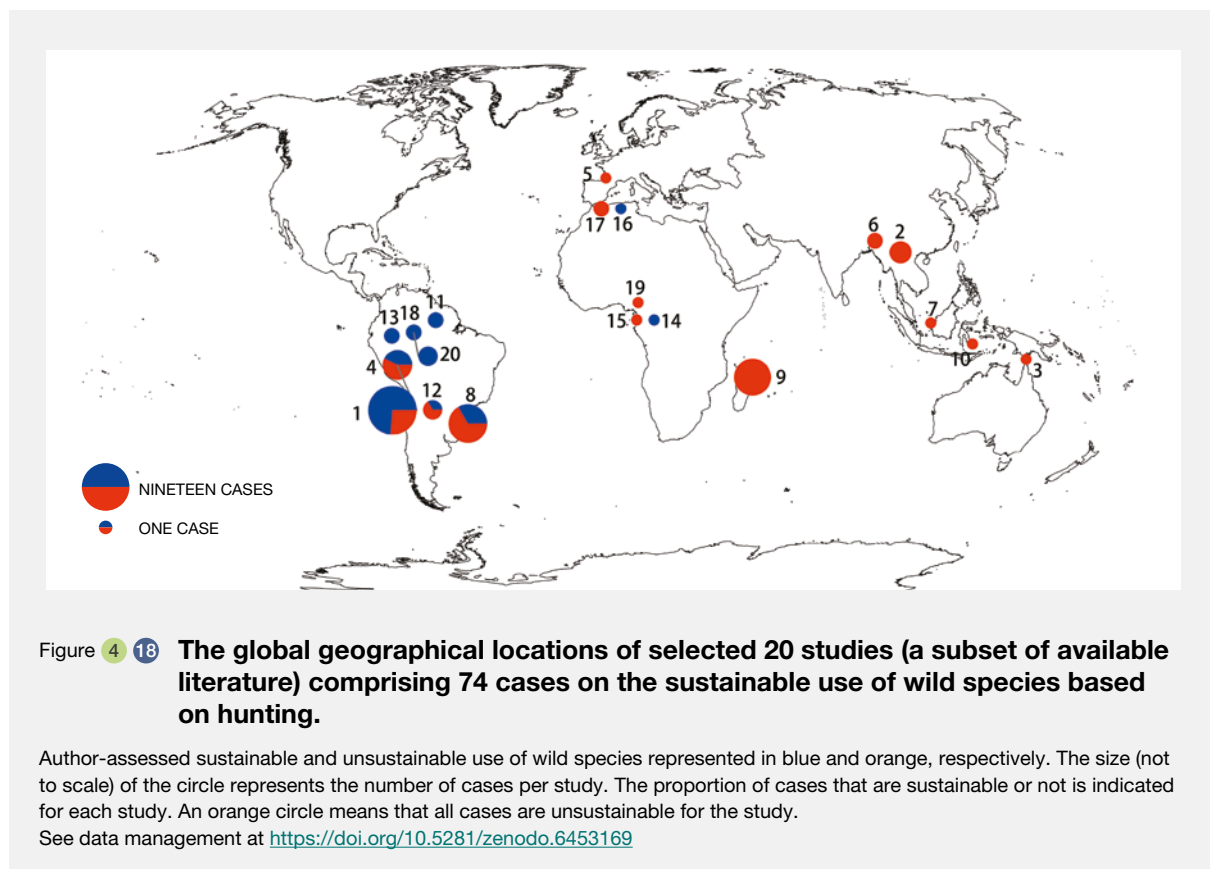 5
17 16
6 2
19
15 14
7
10
3
9
11
13 18
20
4
12 8
1
NINETEEN CASES
ONE CASE
Figure 4 18 The global geographical locations of selected 20 studies (a subset of available
literature) comprising 74 cases on the sustainable use of wild species based
on hunting.
Author-assessed sustainable and unsustainable use of wild species represented in blue and orange, respectively. The size (not
to scale) of the circle represents the number of cases per study. The proportion of cases that are sustainable or not is indicated
for each study. An orange circle means that all cases are unsustainable for the study.
See data management at https://doi.org/10.5281/zenodo.6453169